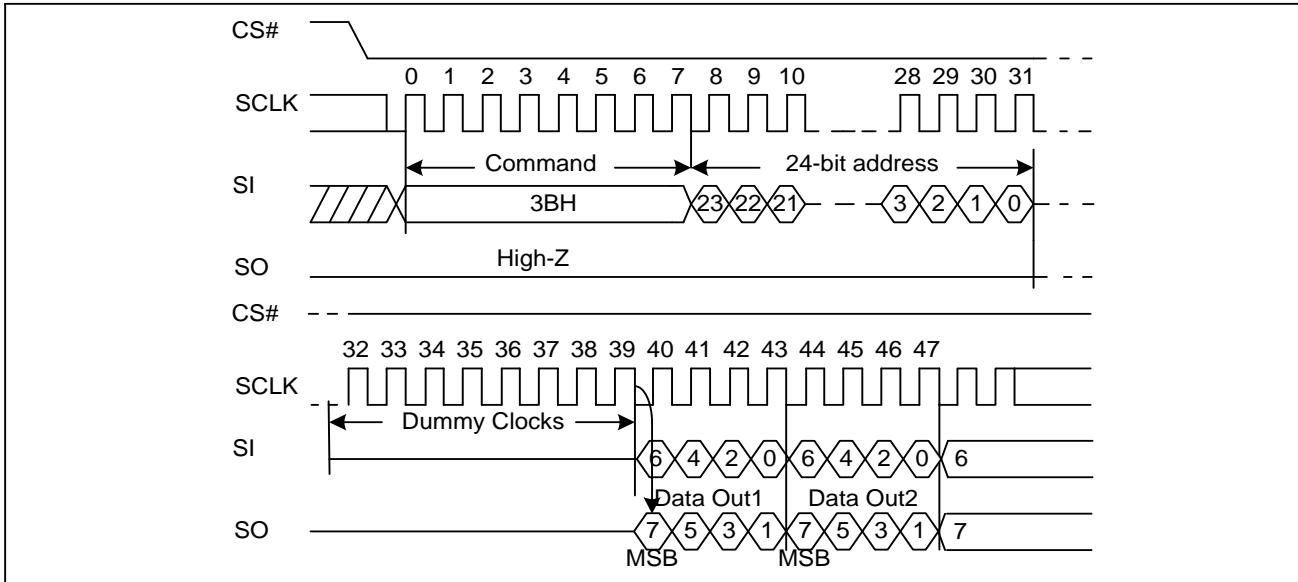 CS#
0 1 2 3 4 5 6 7 8 9 10 28 29 30 31
SCLK
Command 24-bit address
SI
3BH 23 22 21 3 2 1 0
High-Z
SO
CS#
32 33 34 35 36 37 38 39 40 41 42 43 44 45 46 47
SCLK
Dummy Clocks
SI
6 4 2 0 6 4 2 0 6
Data Out1 Data Out2
SO
7 5 3 1 7 5 3 1 7
MSB MSB